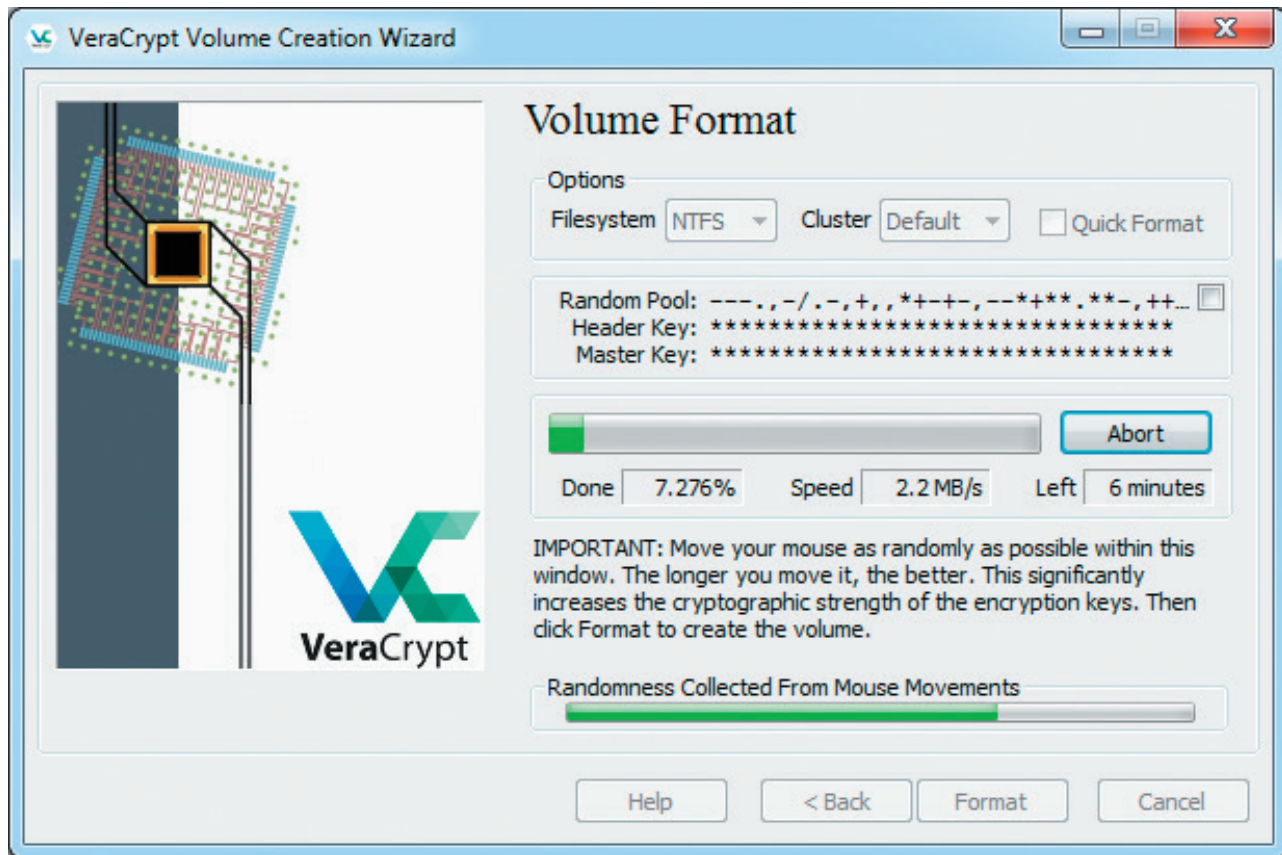 VeraCrypt Volume Creation Wizard
Volume Format
Options
Filesystem NTFS Cluster Default Quick Format
Random Pool: ---.,-/.-,+,,*+-+-,--*+**.**-,++...
Header Key: ********************************
Master Key: ********************************
Abort
Done 7.276% Speed 2.2 MB/s Left 6 minutes
IMPORTANT: Move your mouse as randomly as possible within this
window. The longer you move it, the better. This significantly
increases the cryptographic strength of the encryption keys. Then
click Format to create the volume.
VeraCrypt
Randomness Collected From Mouse Movements
Help < Back Format Cancel